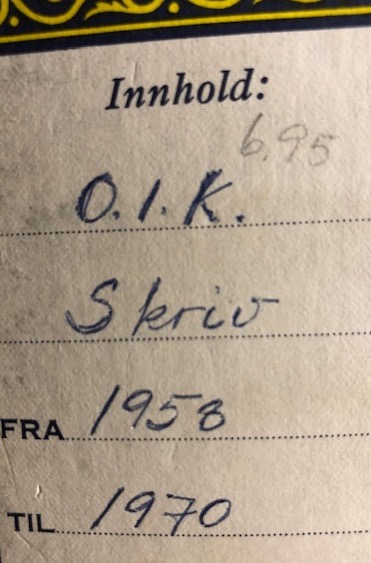 Innhold:
6.95
O.I.K.
Skriv
FRA 1958
TIL 1970